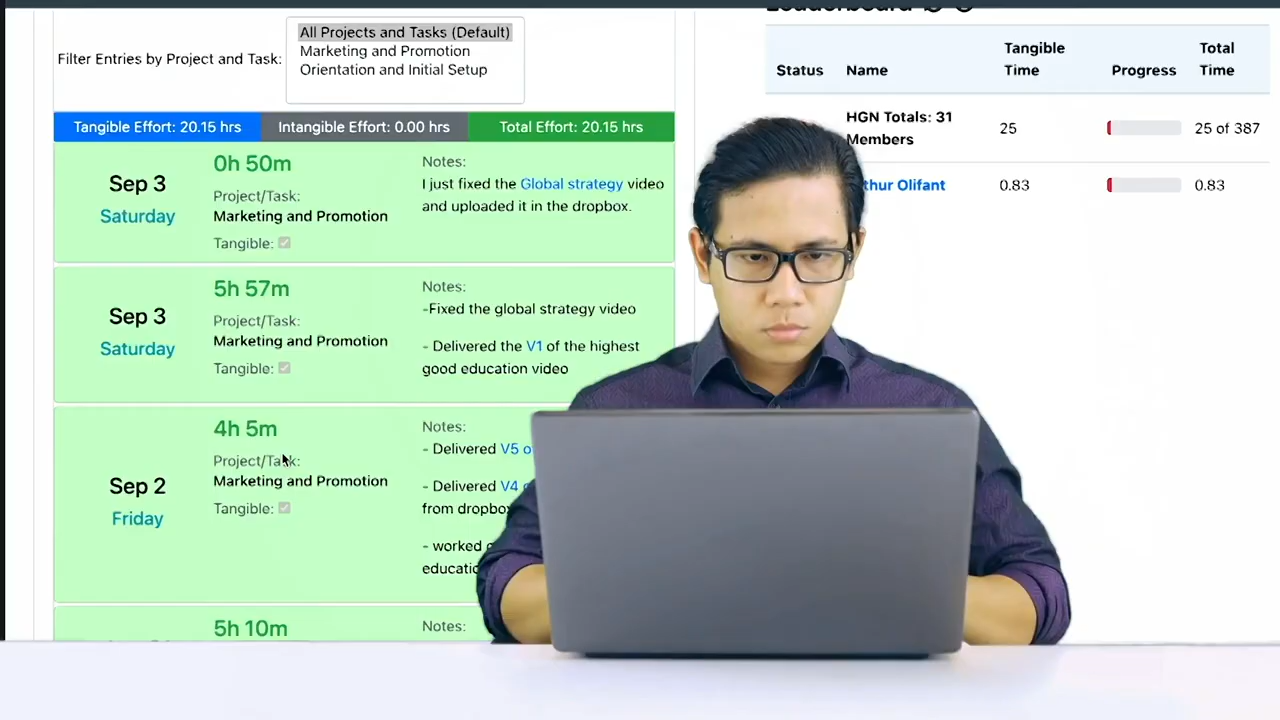 Leaderboard
Filter Entries by Project and Task:
All Projects and Tasks (Default)
Marketing and Promotion
Orientation and Initial Setup
Tangible Effort: 20.15 hrs
Intangible Effort: 0.00 hrs
Total Effort: 20.15 hrs
Sep 3
Saturday
0h 50m
Project/Task:
Marketing and Promotion
Tangible:
Notes:
I just fixed the Global strategy video
and uploaded it in the dropbox.
Sep 3
Saturday
5h 57m
Project/Task:
Marketing and Promotion
Tangible:
Notes:
-Fixed the global strategy video
- Delivered the V1 of the highest
good education video
Sep 2
Friday
4h 5m
Project/Task:
Marketing and Promotion
Tangible:
Notes:
- Delivered V5
- Delivered V4
from
- worked
5h 10m
Notes:
Status
Name
Tangible
Time
Progress
Total
Time
HGN Totals: 31
Members
25
25 of 387
Olifant
0.83
0.83